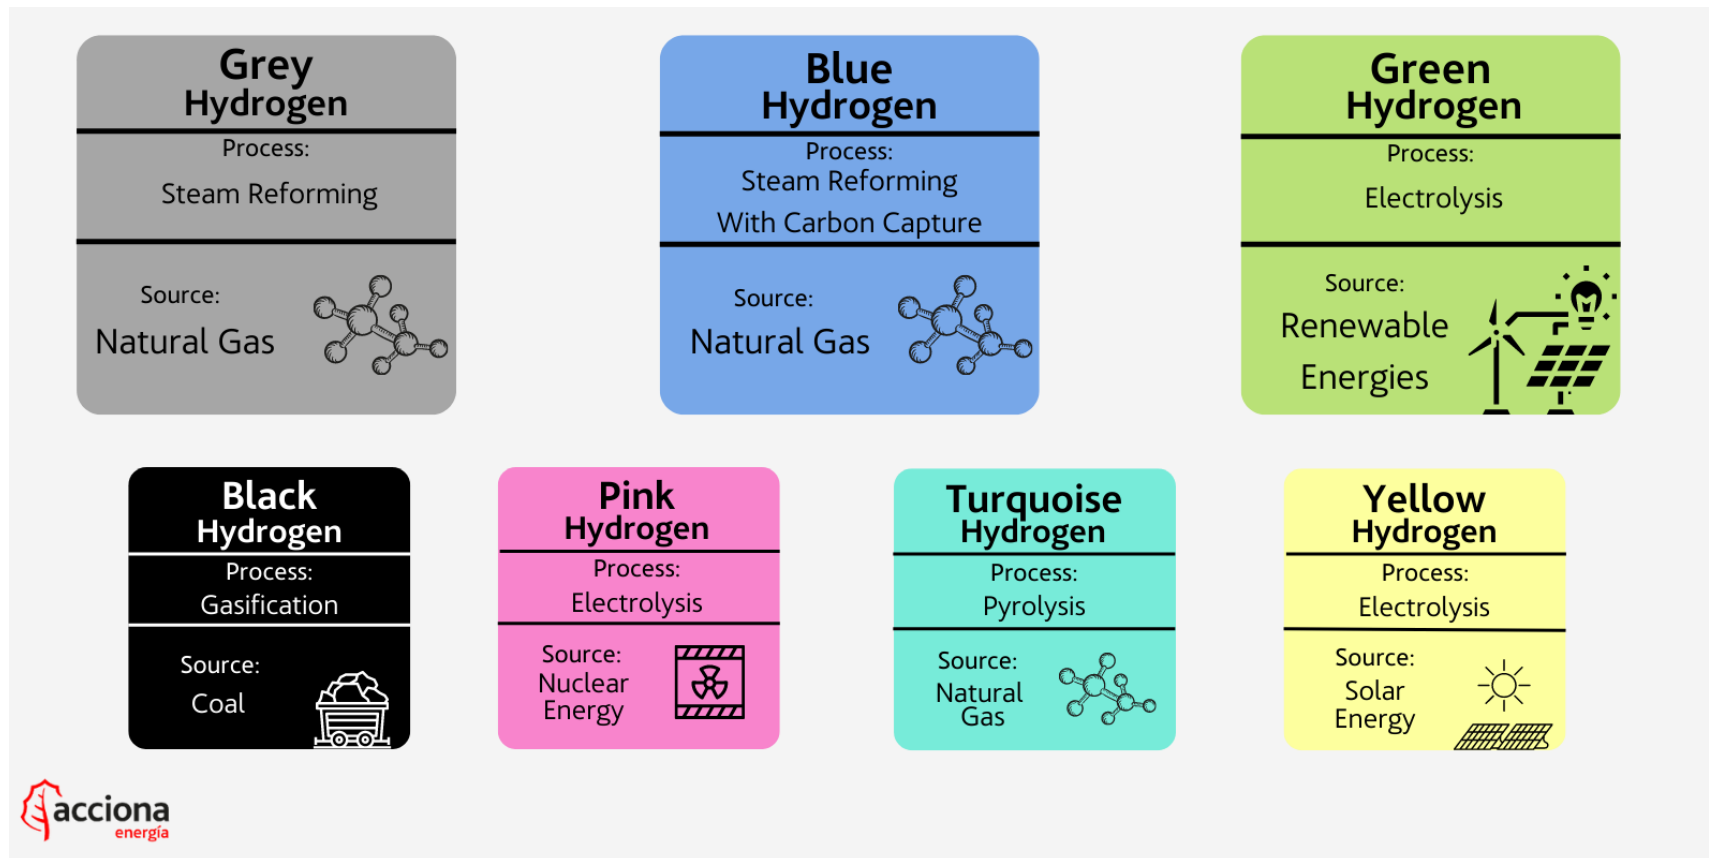 Grey
Hydrogen
Process:
Steam Reforming
Source:
Natural Gas
Blue
Hydrogen
Process:
Steam Reforming
With Carbon Capture
Source:
Natural Gas
Green
Hydrogen
Process:
Electrolysis
Source:
Renewable
Energies
Black
Hydrogen
Process:
Gasification
Source:
Coal
Pink
Hydrogen
Process:
Electrolysis
Source:
Nuclear
Energy
Turquoise
Hydrogen
Process:
Pyrolysis
Source:
Natural
Gas
Yellow
Hydrogen
Process:
Electrolysis
Source:
Solar
Energy
acciona
energía